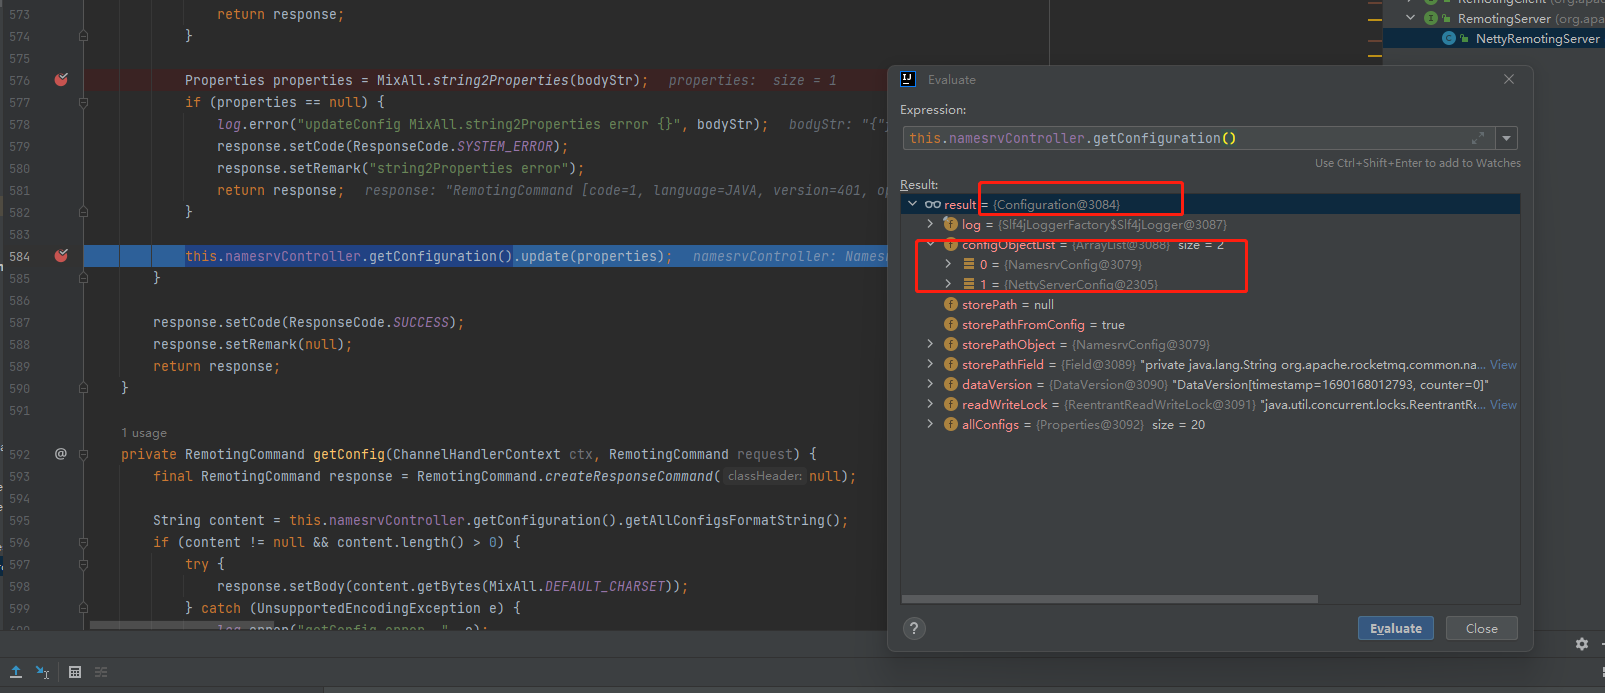 573 return response;
574 }
575
576 Properties properties = MixAll.string2Properties(bodyStr); properties: size = 1
577 if (properties == null) {
578 log.error("updateConfig MixAll.string2Properties error {}", bodyStr); bodyStr: "{"
579 response.setCode(ResponseCode.SYSTEM_ERROR);
580 response.setRemark("string2Properties error");
581 return response; response: "RemotingCommand [code=1, language=JAVA, version=401, op
582 }
583
584 this.namesrvController.getConfiguration().update(properties); namesrvController: Namesr
585 }
586
587 response.setCode(ResponseCode.SUCCESS);
588 response.setRemark(null);
589 return response;
590 }
591
1 usage
592 @ private RemotingCommand getConfig(ChannelHandlerContext ctx, RemotingCommand request) {
593 final RemotingCommand response = RemotingCommand.createResponseCommand( classHeader: null);
594
595 String content = this.namesrvController.getConfiguration().getAllConfigsFormatString();
596 if (content != null && content.length() > 0) {
597 try {
598 response.setBody(content.getBytes(MixAll.DEFAULT_CHARSET));
599 } catch (UnsupportedEncodingException e) {
RemotingClient (org.apac
RemotingServer (org.apa
NettyRemotingServer
Evaluate
Expression:
this.namesrvController.getConfiguration()
Use Ctrl+Shift+Enter to add to Watches
Result:
result = {Configuration@3084}
log = {Slf4jLoggerFactory$Slf4jLogger@3087}
configObjectList = {ArrayList@3088} size = 2
0 = {NamesrvConfig@3079}
1 = {NettyServerConfig@2305}
storePath = null
storePathFromConfig = true
storePathObject = {NamesrvConfig@3079}
storePathField = {Field@3089} "private java.lang.String org.apache.rocketmq.common.na... View
dataVersion = {DataVersion@3090} "DataVersion[timestamp=1690168012793, counter=0]"
readWriteLock = {ReentrantReadWriteLock@3091} "java.util.concurrent.locks.ReentrantRe... View
allConfigs = {Properties@3092} size = 20
?
Evaluate
Close